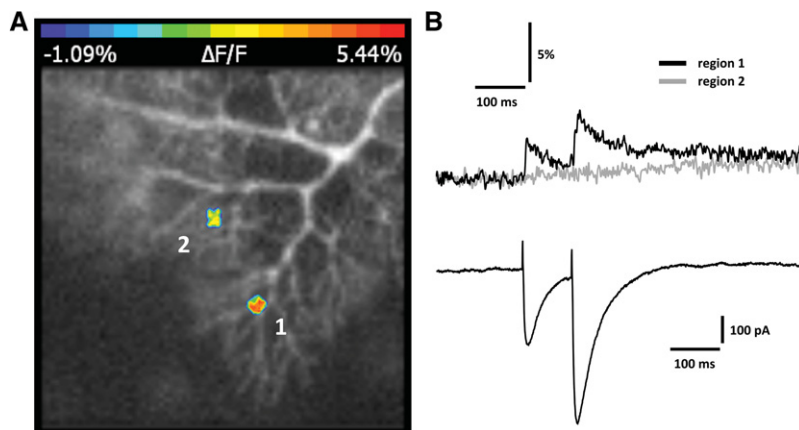 A
-1.09% ΔF/F 5.44%
2
1
B
5%
100 ms
region 1
region 2
100 pA
100 ms